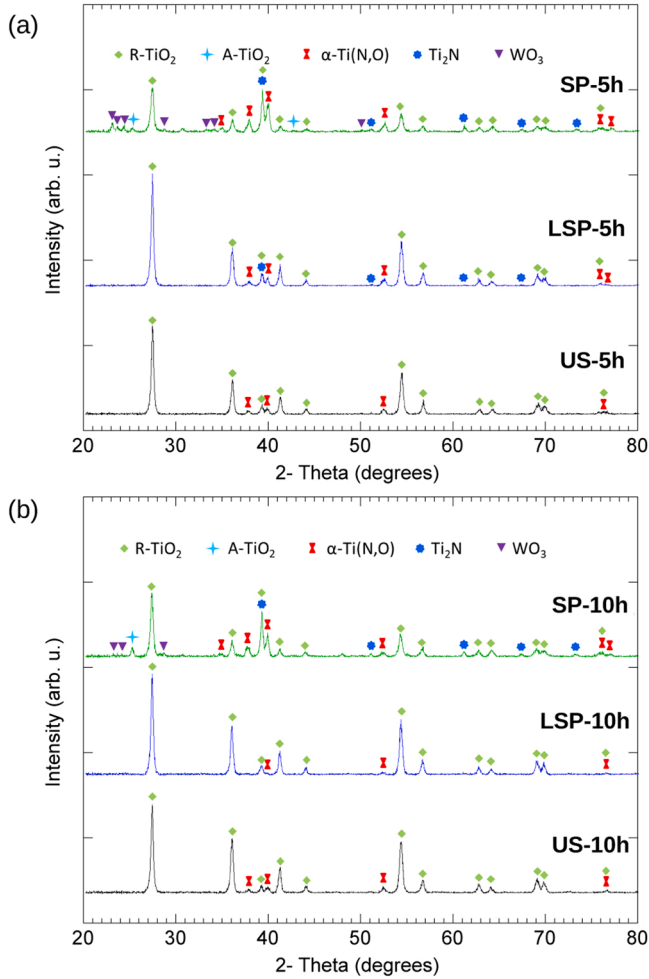 (a)
R-TiO₂ A-TiO₂ α-Ti(N,O) Ti₂N WO₃
SP-5h
LSP-5h
US-5h
Intensity (arb. u.)
20 30 40 50 60 70 80
2- Theta (degrees)
(b)
R-TiO₂ A-TiO₂ α-Ti(N,O) Ti₂N WO₃
SP-10h
LSP-10h
US-10h
Intensity (arb. u.)
20 30 40 50 60 70 80
2- Theta (degrees)